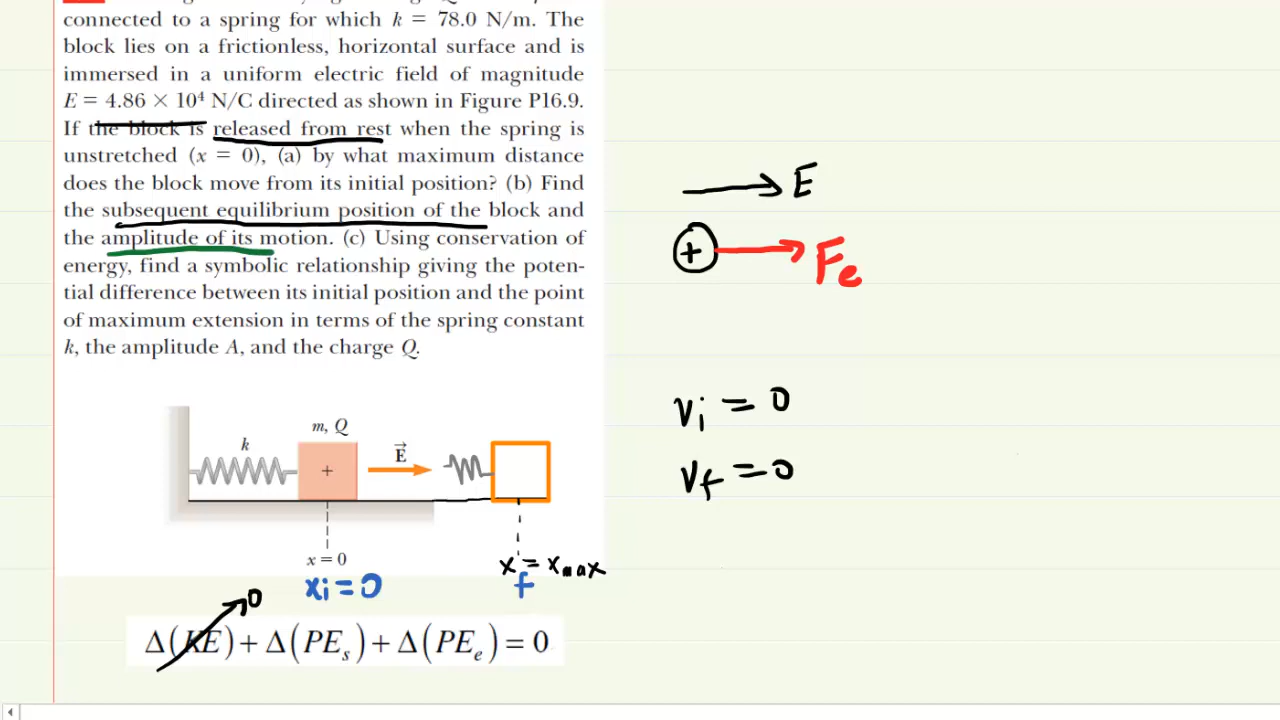 connected to a spring for which k = 78.0 N/m. The
block lies on a frictionless, horizontal surface and is
immersed in a uniform electric field of magnitude
E = 4.86 × 10⁴ N/C directed as shown in Figure P16.9.
If the block is released from rest when the spring is
unstretched (x = 0), (a) by what maximum distance
does the block move from its initial position? (b) Find
the subsequent equilibrium position of the block and
the amplitude of its motion. (c) Using conservation of
energy, find a symbolic relationship giving the poten-
tial difference between its initial position and the point
of maximum extension in terms of the spring constant
k, the amplitude A, and the charge Q.
E
+
Fe
vi = 0
vf = 0
m, Q
k
E⃗
+
x = 0
x = xmax
xi = 0
f
0
Δ(KE) + Δ(PEs) + Δ(PEe) = 0